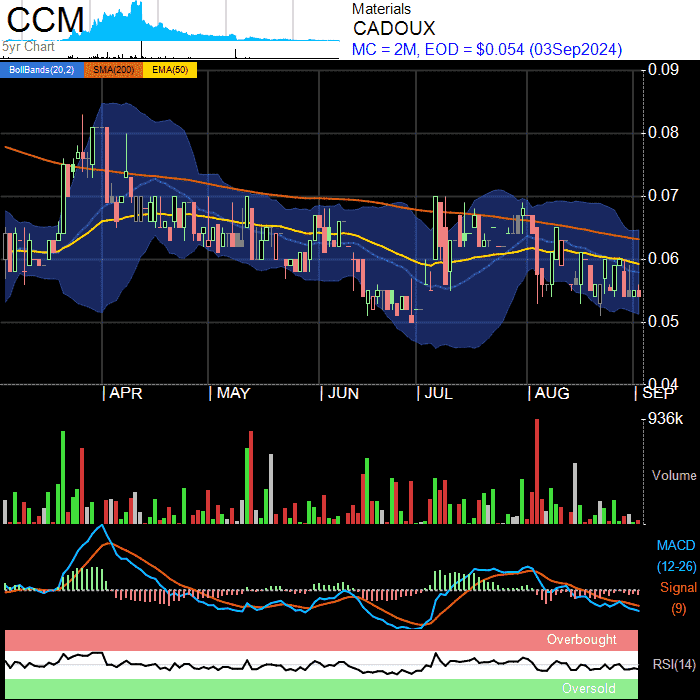 CCM
5yr Chart
Materials
CADOUX
MC = 2M, EOD = $0.054 (03Sep2024)
BollBands(20,2) SMA(200) EMA(50)
0.09
0.08
0.07
0.06
0.05
0.04
APR MAY JUN JUL AUG SEP
936k
Volume
MACD
(12-26)
Signal
(9)
Overbought
RSI(14)
Oversold